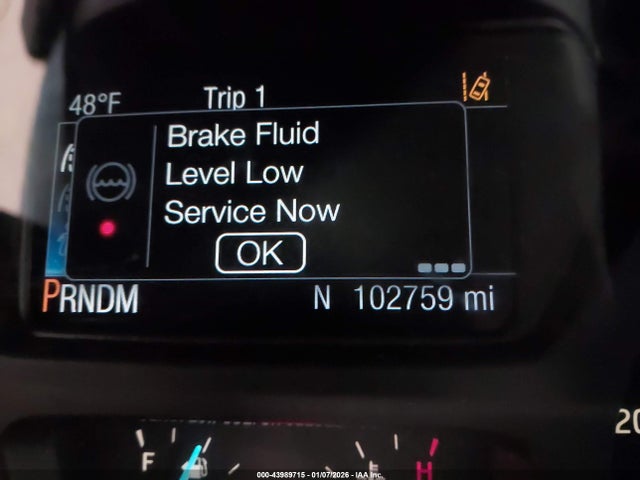 48°F Trip 1
Brake Fluid
Level Low
Service Now
OK
PRNDM N 102759 mi
20
F H
000-43989715 - 01/07/2026 - IAA Inc.